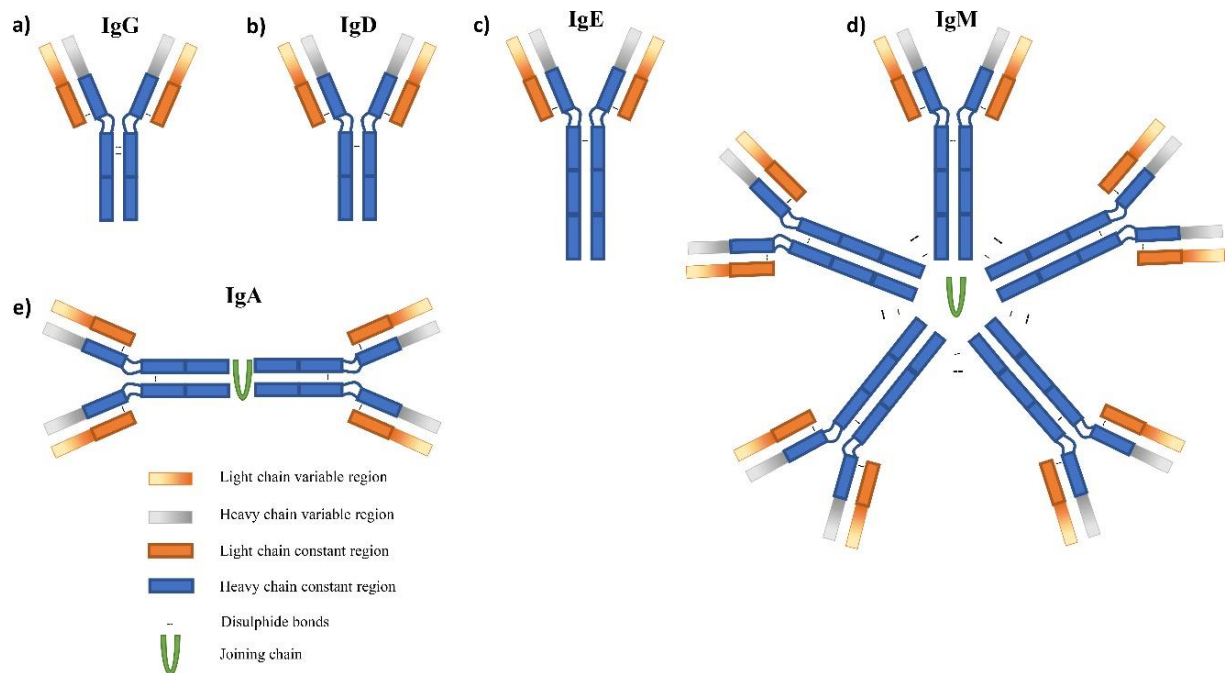 a) IgG
b) IgD
c) IgE
d) IgM
e) IgA
Light chain variable region
Heavy chain variable region
Light chain constant region
Heavy chain constant region
Disulphide bonds
Joining chain